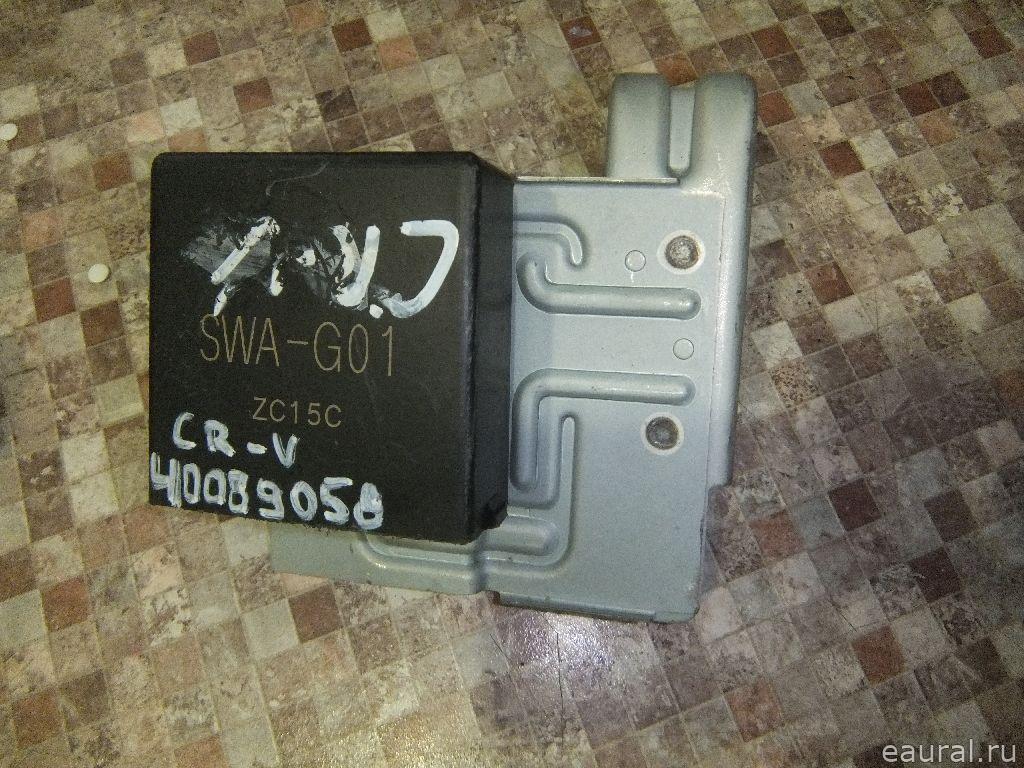 SWA-G01
ZC15C
CR-V
40089058
eaural.ru